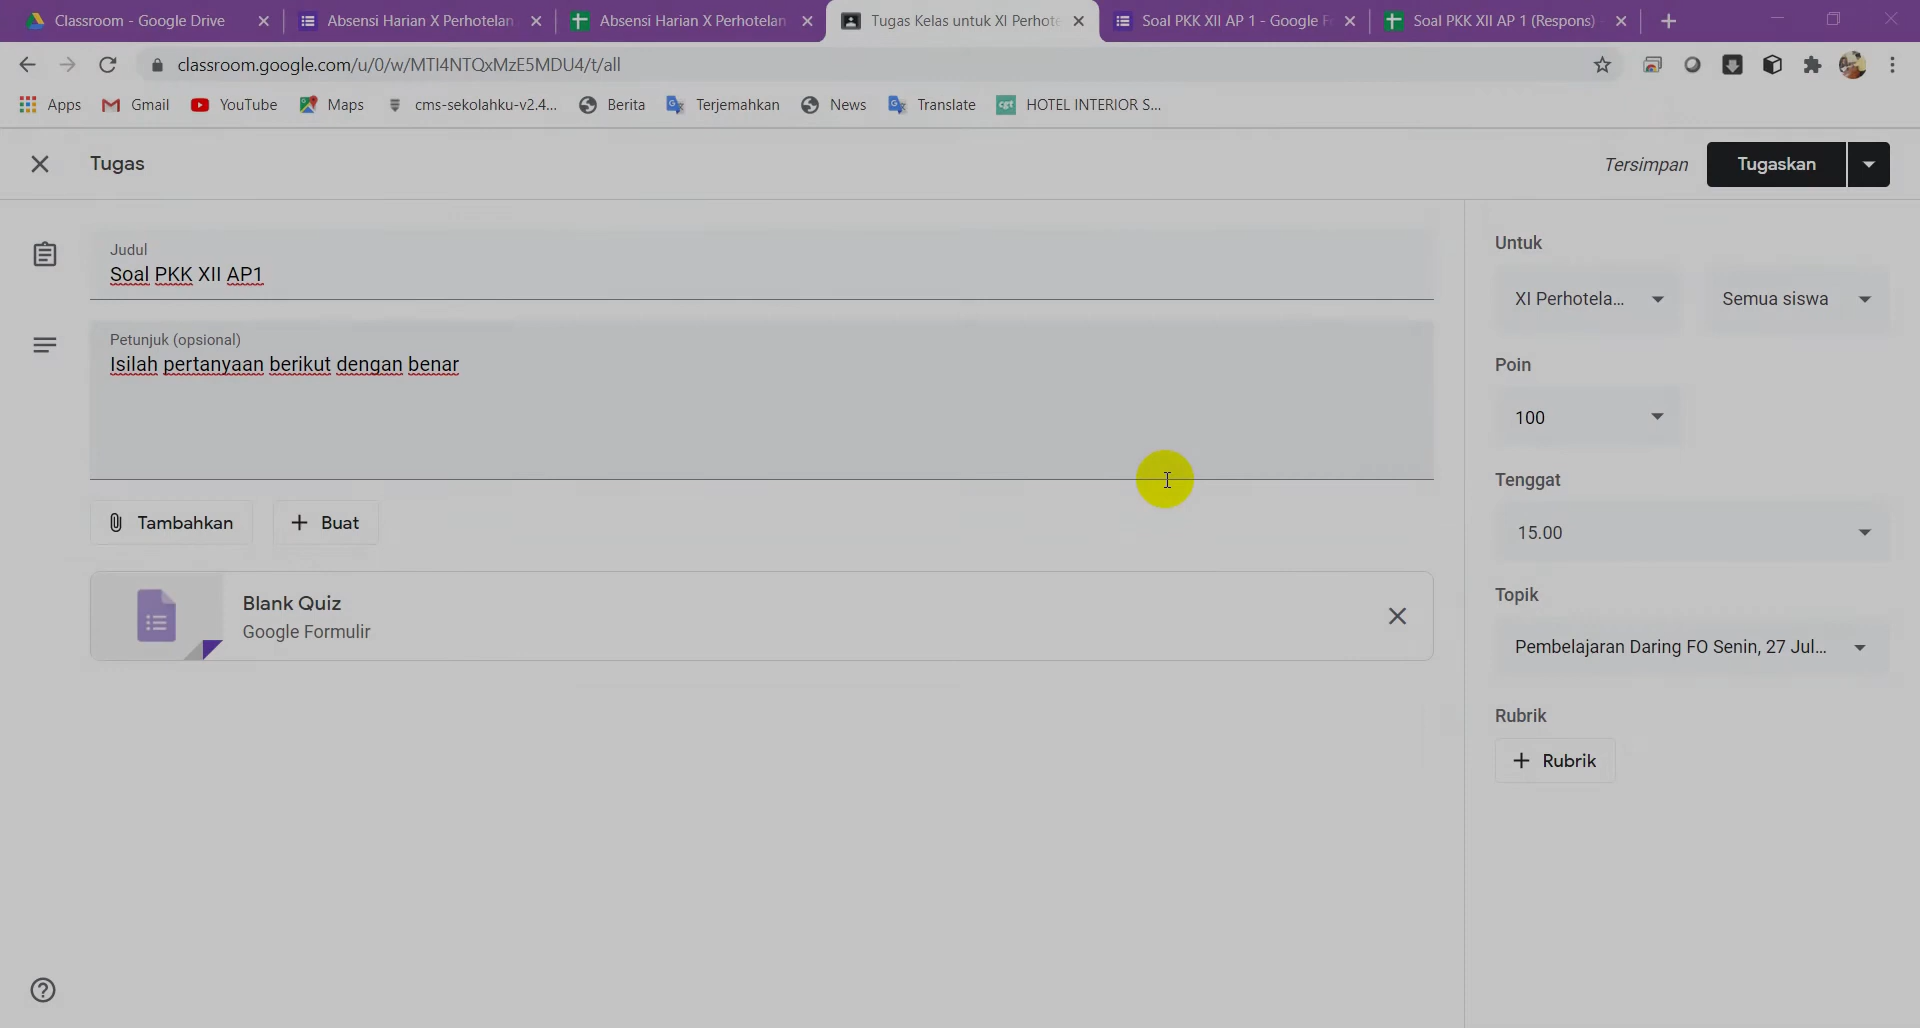 Classroom - Google Drive
Absensi Harian X Perhotelan
Absensi Harian X Perhotelan
Tugas Kelas untuk XI Perhote
Soal PKK XII AP 1 - Google F
Soal PKK XII AP 1 (Respons)
classroom.google.com/u/0/w/MTI4NTQxMzE5MDU4/t/all
Apps
Gmail
YouTube
Maps
cms-sekolahku-v2.4...
Berita
Terjemahkan
News
Translate
cgt
HOTEL INTERIOR S...
Tugas
Tersimpan
Tugaskan
Judul
Soal PKK XII AP1
Petunjuk (opsional)
Isilah pertanyaan berikut dengan benar
Tambahkan
Buat
Blank Quiz
Google Formulir
Untuk
XI Perhotela...
Semua siswa
Poin
100
Tenggat
15.00
Topik
Pembelajaran Daring FO Senin, 27 Jul...
Rubrik
Rubrik